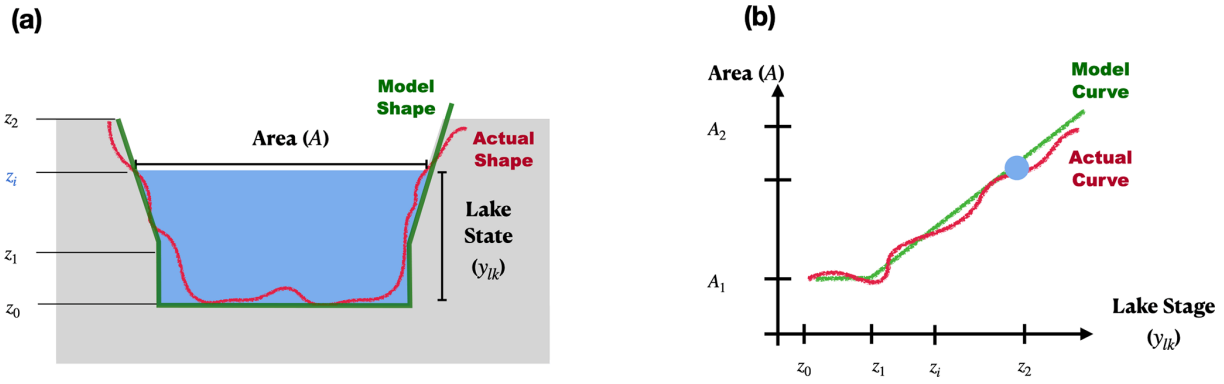 (a)
Model
Shape
z2
Area (A)
Actual
Shape
zi
Lake
State
(ylk)
z1
z0
(b)
Area (A)
Model
Curve
A2
Actual
Curve
A1
Lake Stage
(ylk)
z0
z1
zi
z2